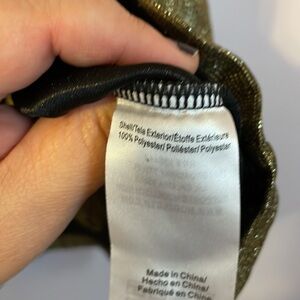 Shell/Tela Exterior/Étoffe Extérieure
100% Polyester/ Poliéster/ Polyester
Made in China/
Hecho en China/
Fabriqué en Chine